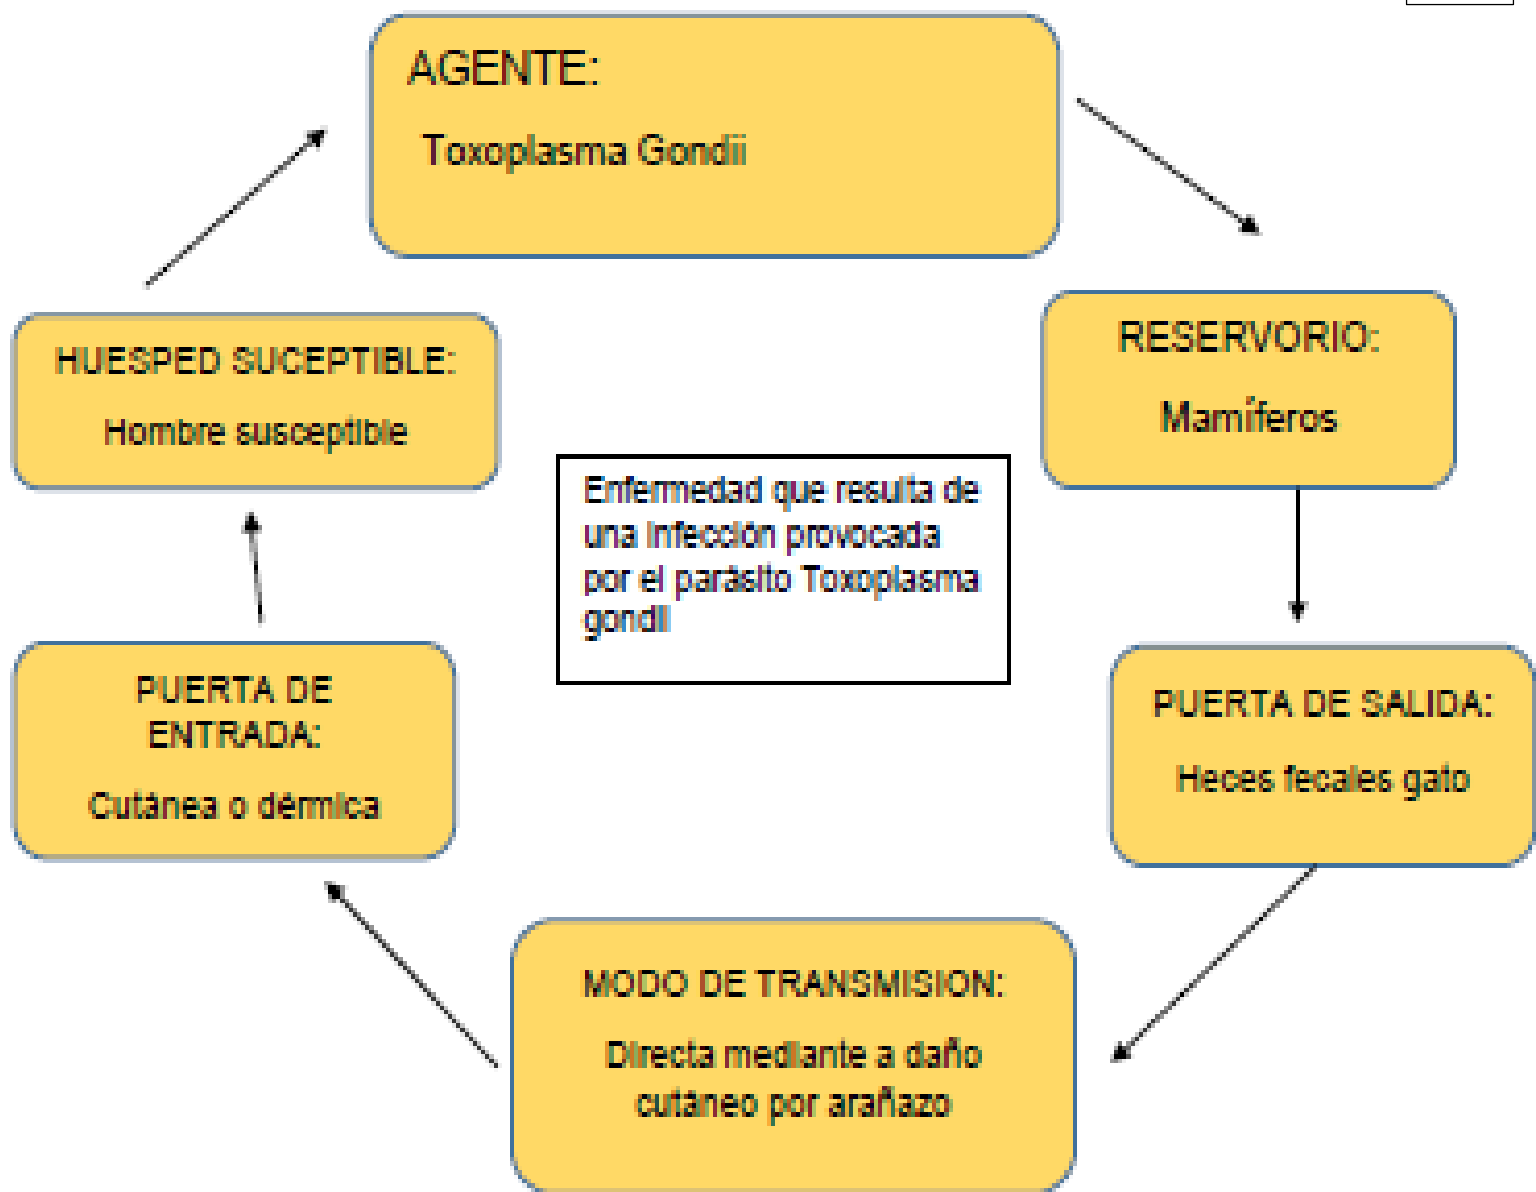 AGENTE:
Toxoplasma Gondii
RESERVORIO:
Mamíferos
PUERTA DE SALIDA:
Heces fecales gato
MODO DE TRANSMISION:
Directa mediante a daño
cutáneo por arañazo
PUERTA DE
ENTRADA:
Cutánea o dérmica
HUESPED SUCEPTIBLE:
Hombre susceptible
Enfermedad que resulta de
una infección provocada
por el parásito Toxoplasma
gondii